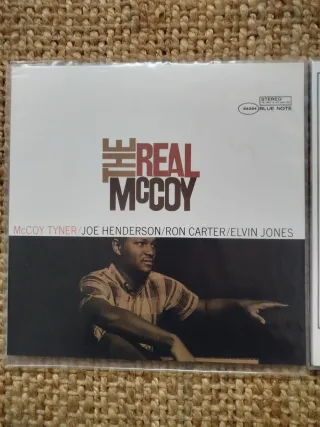 STEREO
BLUE NOTE
THE REAL
McCOY
McCOY TYNER/JOE HENDERSON/RON CARTER/ELVIN JONES